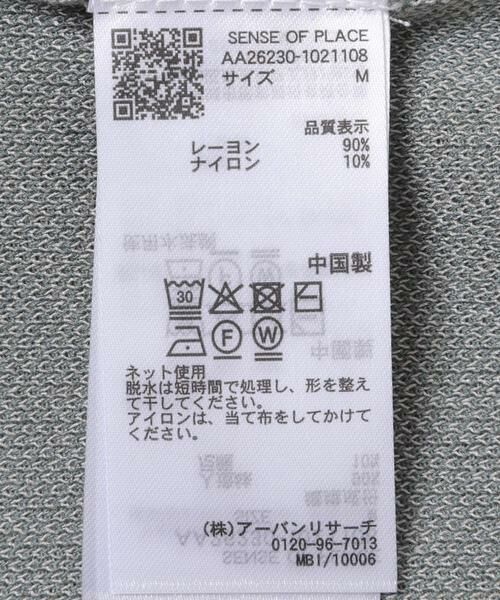 SENSE OF PLACE
AA26230-1021108
サイズ M
品質表示
レーヨン 90%
ナイロン 10%
中国製
30
F W
ネット使用
脱水は短時間で処理し、形を整え
て干してください。
アイロンは、当て布をしてかけて
ください。
(株)アーバンリサーチ
0120-96-7013
MBI/10006